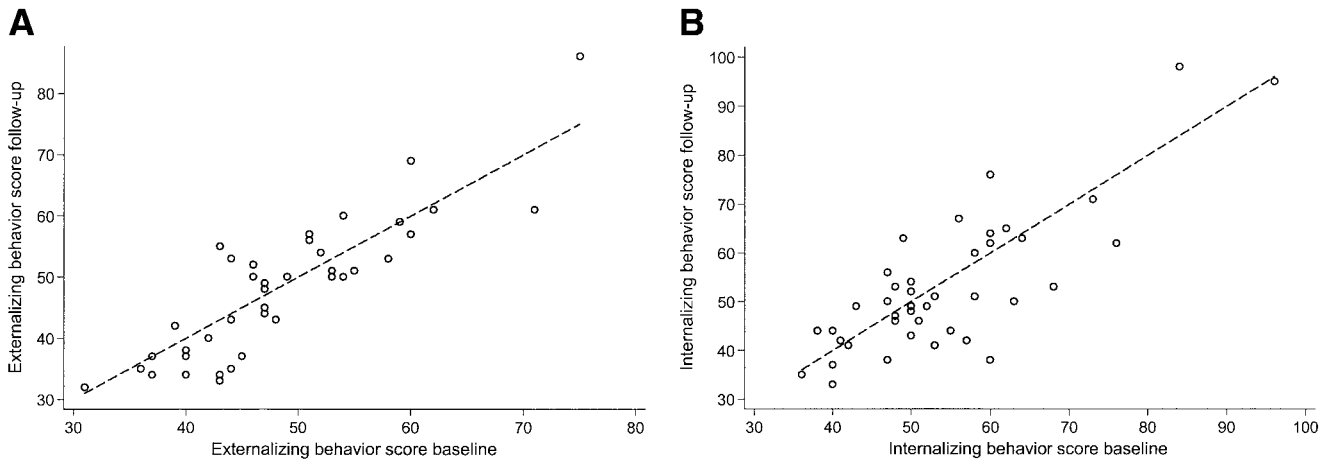 A
Externalizing behavior score follow-up
80
70
60
50
40
30
30 40 50 60 70 80
Externalizing behavior score baseline
B
Internalizing behavior score follow-up
100
90
80
70
60
50
40
30
30 40 50 60 70 80 90 100
Internalizing behavior score baseline